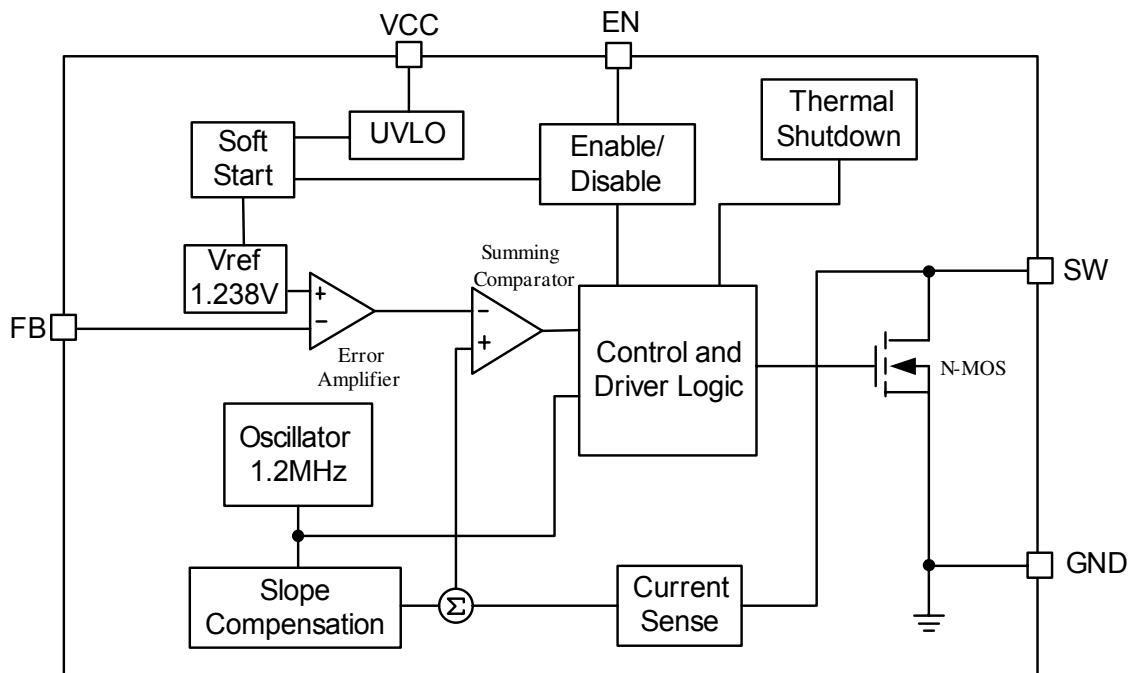 VCC
EN
Soft
Start
UVLO
Enable/
Disable
Thermal
Shutdown
Vref
1.238V
Summing
Comparator
SW
FB
+
−
−
+
Error
Amplifier
Control and
Driver Logic
N-MOS
Oscillator
1.2MHz
GND
Slope
Compensation
Σ
Current
Sense